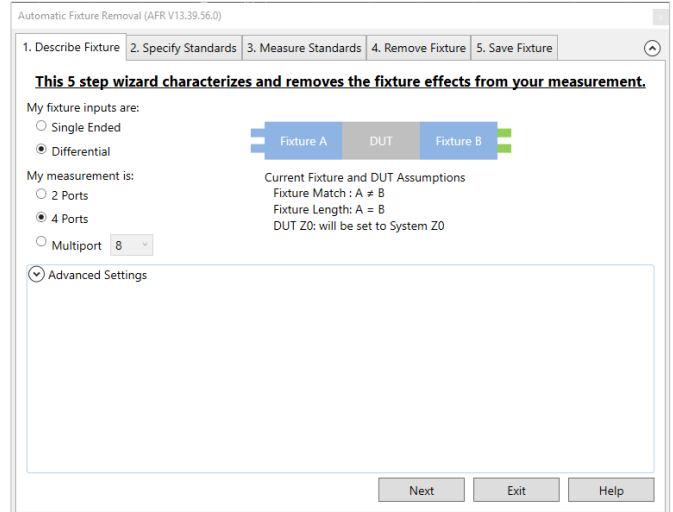 Automatic Fixture Removal (AFR V13.39.56.0)
1. Describe Fixture 2. Specify Standards 3. Measure Standards 4. Remove Fixture 5. Save Fixture
This 5 step wizard characterizes and removes the fixture effects from your measurement.
My fixture inputs are:
Single Ended
Differential
Fixture A DUT Fixture B
My measurement is:
2 Ports
4 Ports
Multiport 8
Current Fixture and DUT Assumptions
Fixture Match : A ≠ B
Fixture Length: A = B
DUT Z0: will be set to System Z0
Advanced Settings
Next Exit Help